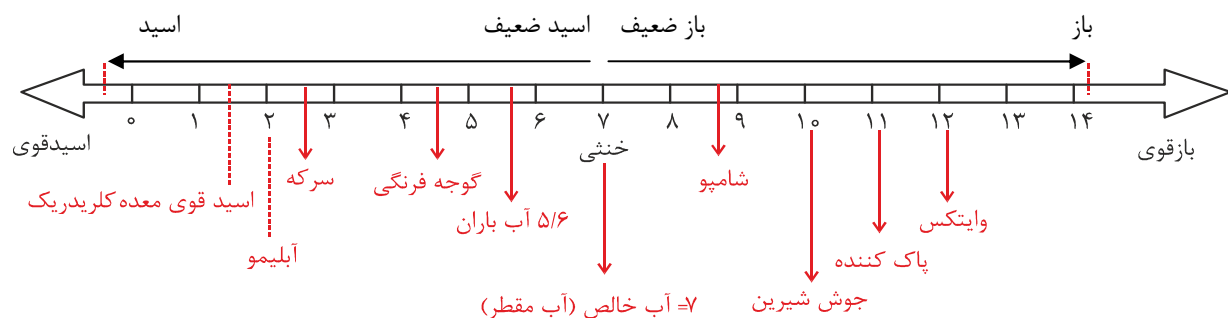 اسید اسید ضعیف باز ضعیف باز
۰ ۱ ۲ ۳ ۴ ۵ ۶ ۷ ۸ ۹ ۱۰ ۱۱ ۱۲ ۱۳ ۱۴
اسیدقوی خنثی بازقوی
اسید قوی معده کلریدریک
سرکه
گوجه فرنگی
شامپو
۵/۶ آب باران
وایتکس
آبلیمو
پاک کننده
۷= آب خالص (آب مقطر)
جوش شیرین